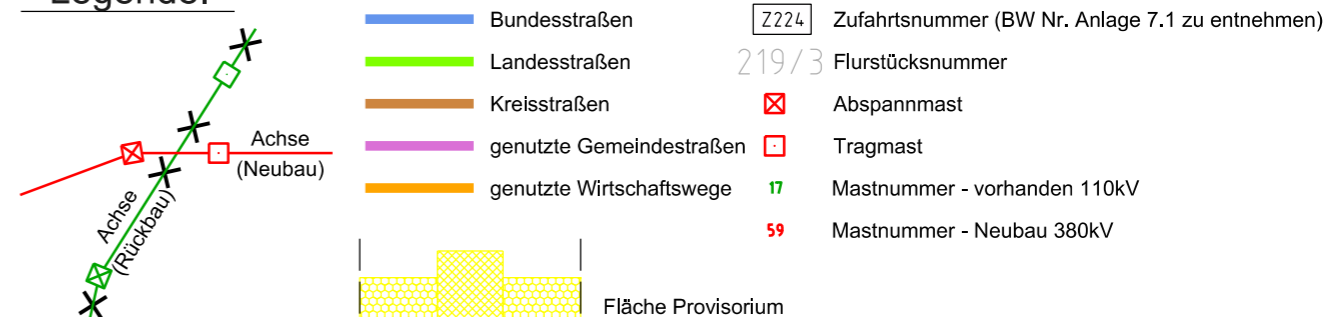 Legende:
Achse
(Neubau)
Achse
(Rückbau)
Bundesstraßen
Landesstraßen
Kreisstraßen
genutzte Gemeindestraßen
genutzte Wirtschaftswege
Fläche Provisorium
Z224 Zufahrtsnummer (BW Nr. Anlage 7.1 zu entnehmen)
219/3 Flurstücksnummer
Abspannmast
Tragmast
17 Mastnummer - vorhanden 110kV
59 Mastnummer - Neubau 380kV